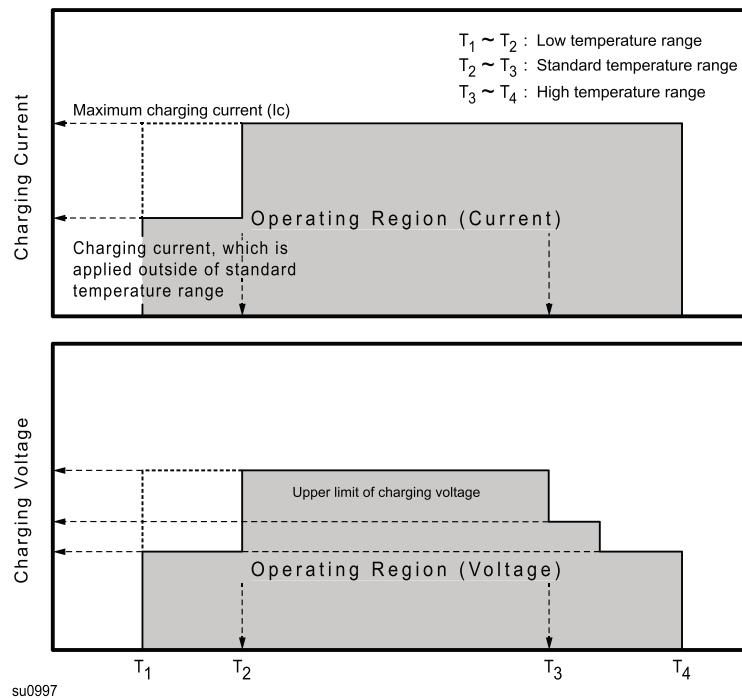 T1 ~ T2 : Low temperature range
T2 ~ T3 : Standard temperature range
T3 ~ T4 : High temperature range
Maximum charging current (Ic)
Charging Current
Operating Region (Current)
Charging current, which is
applied outside of standard
temperature range
Charging Voltage
Upper limit of charging voltage
Operating Region (Voltage)
T1 T2 T3 T4
su0997